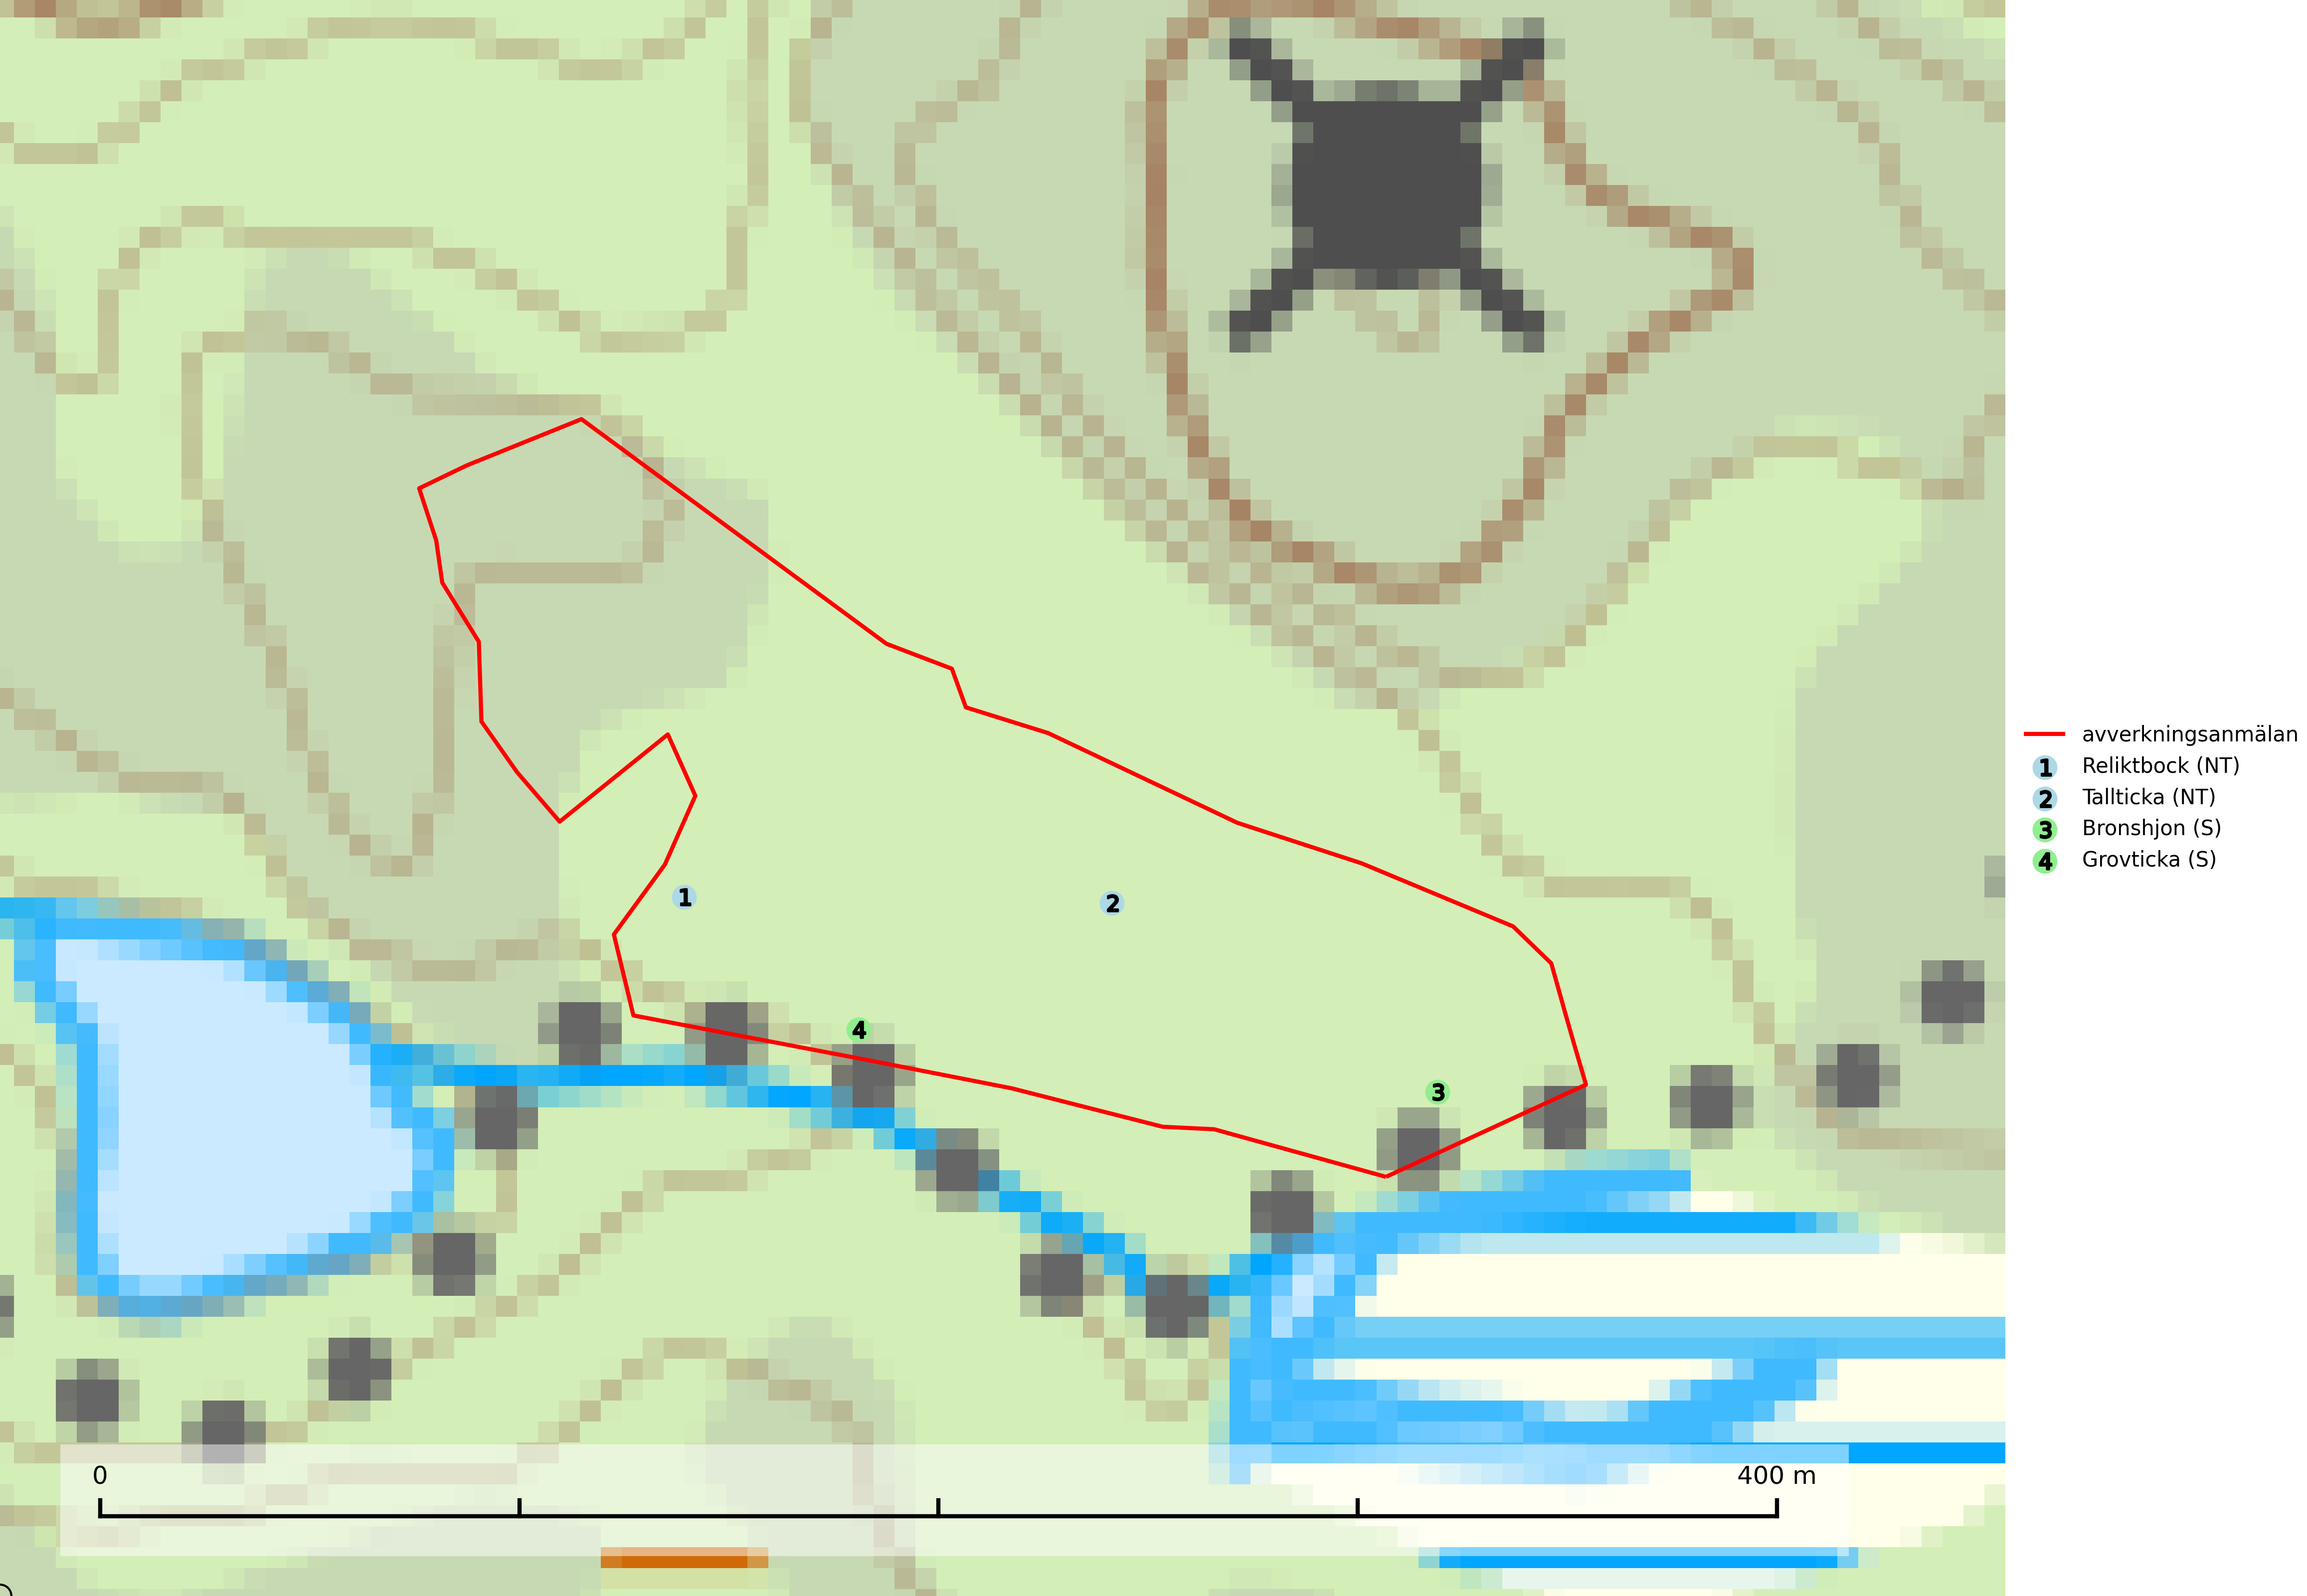 avverkningsanmälan
1 Reliktbock (NT)
2 Tallticka (NT)
3 Bronshjon (S)
4 Grovticka (S)
1
2
4
3
0 400 m